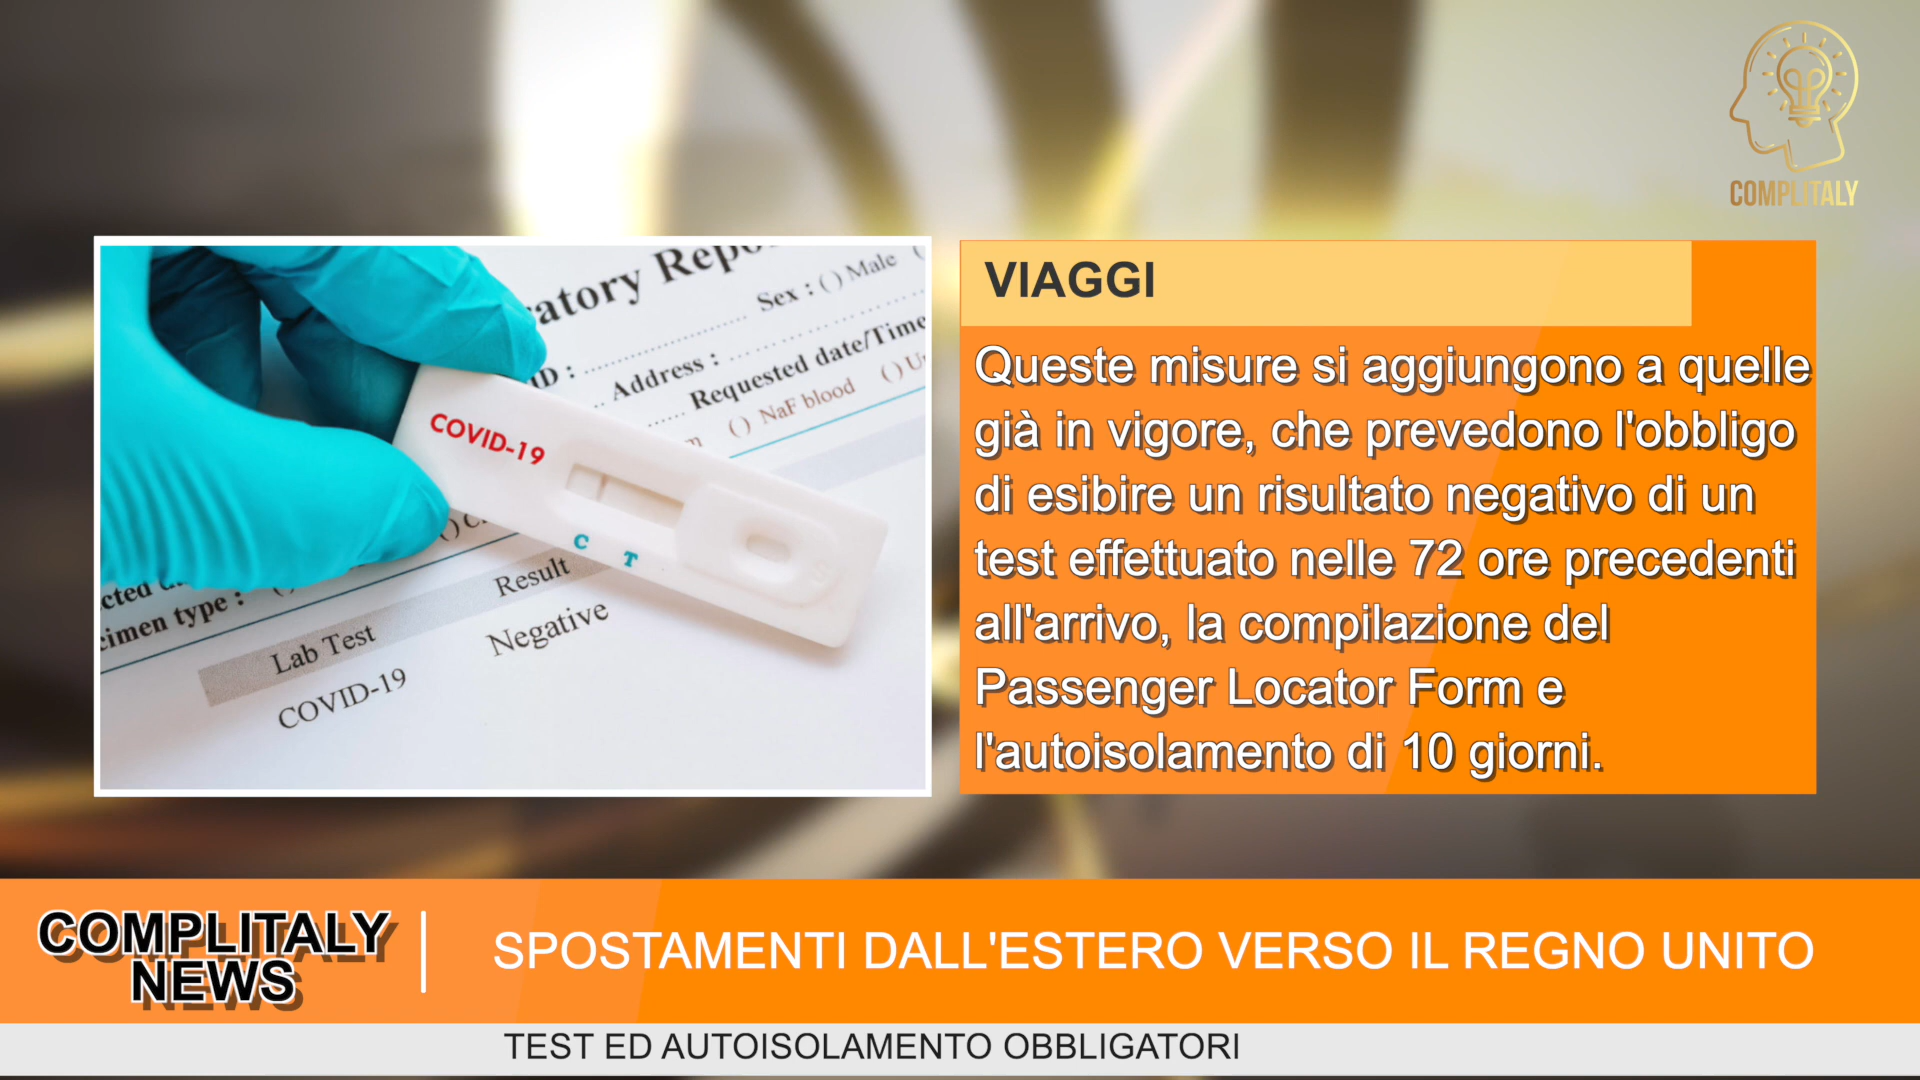 COMPLITALY
VIAGGI
Queste misure si aggiungono a quelle
già in vigore, che prevedono l'obbligo
di esibire un risultato negativo di un
test effettuato nelle 72 ore precedenti
all'arrivo, la compilazione del
Passenger Locator Form e
l'autoisolamento di 10 giorni.
Sex : ( ) Male (
Address :
Requested date/Time
( ) NaF blood
COVID-19
C T
type :
Lab Test Result
COVID-19 Negative
COMPLITALY
NEWS
SPOSTAMENTI DALL'ESTERO VERSO IL REGNO UNITO
TEST ED AUTOISOLAMENTO OBBLIGATORI